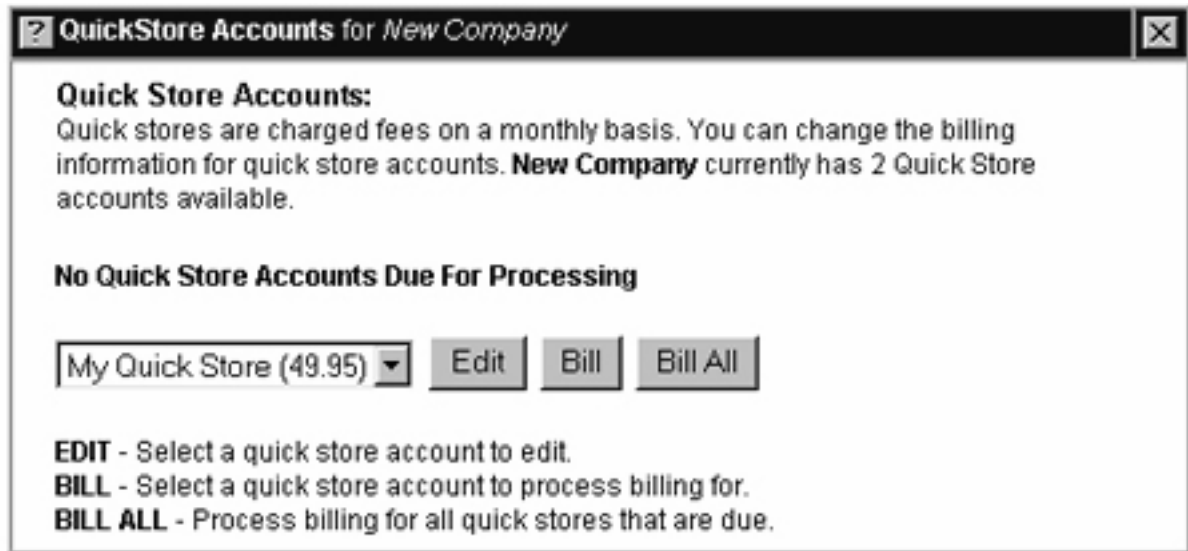 ? QuickStore Accounts for New Company
Quick Store Accounts:
Quick stores are charged fees on a monthly basis. You can change the billing
information for quick store accounts. New Company currently has 2 Quick Store
accounts available.
No Quick Store Accounts Due For Processing
My Quick Store (49.95) Edit Bill Bill All
EDIT - Select a quick store account to edit.
BILL - Select a quick store account to process billing for.
BILL ALL - Process billing for all quick stores that are due.